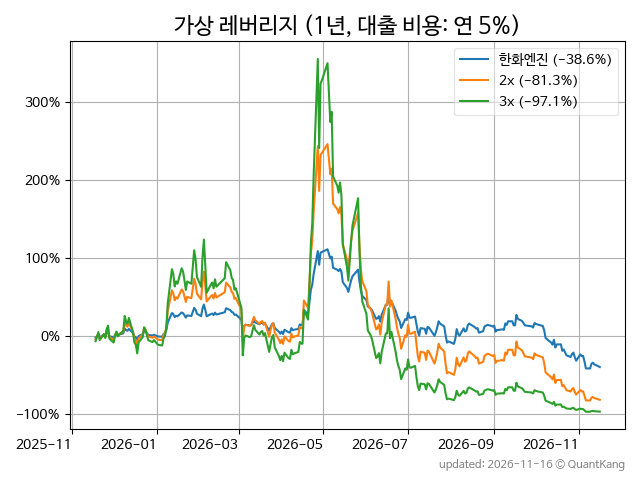 가상 레버리지 (1년, 대출 비용: 연 5%)
한화엔진 (−38.6%)
2x (−81.3%)
3x (−97.1%)
300%
200%
100%
0%
−100%
2025-11 2026-01 2026-03 2026-05 2026-07 2026-09 2026-11
updated: 2026-11-16 © QuantKang